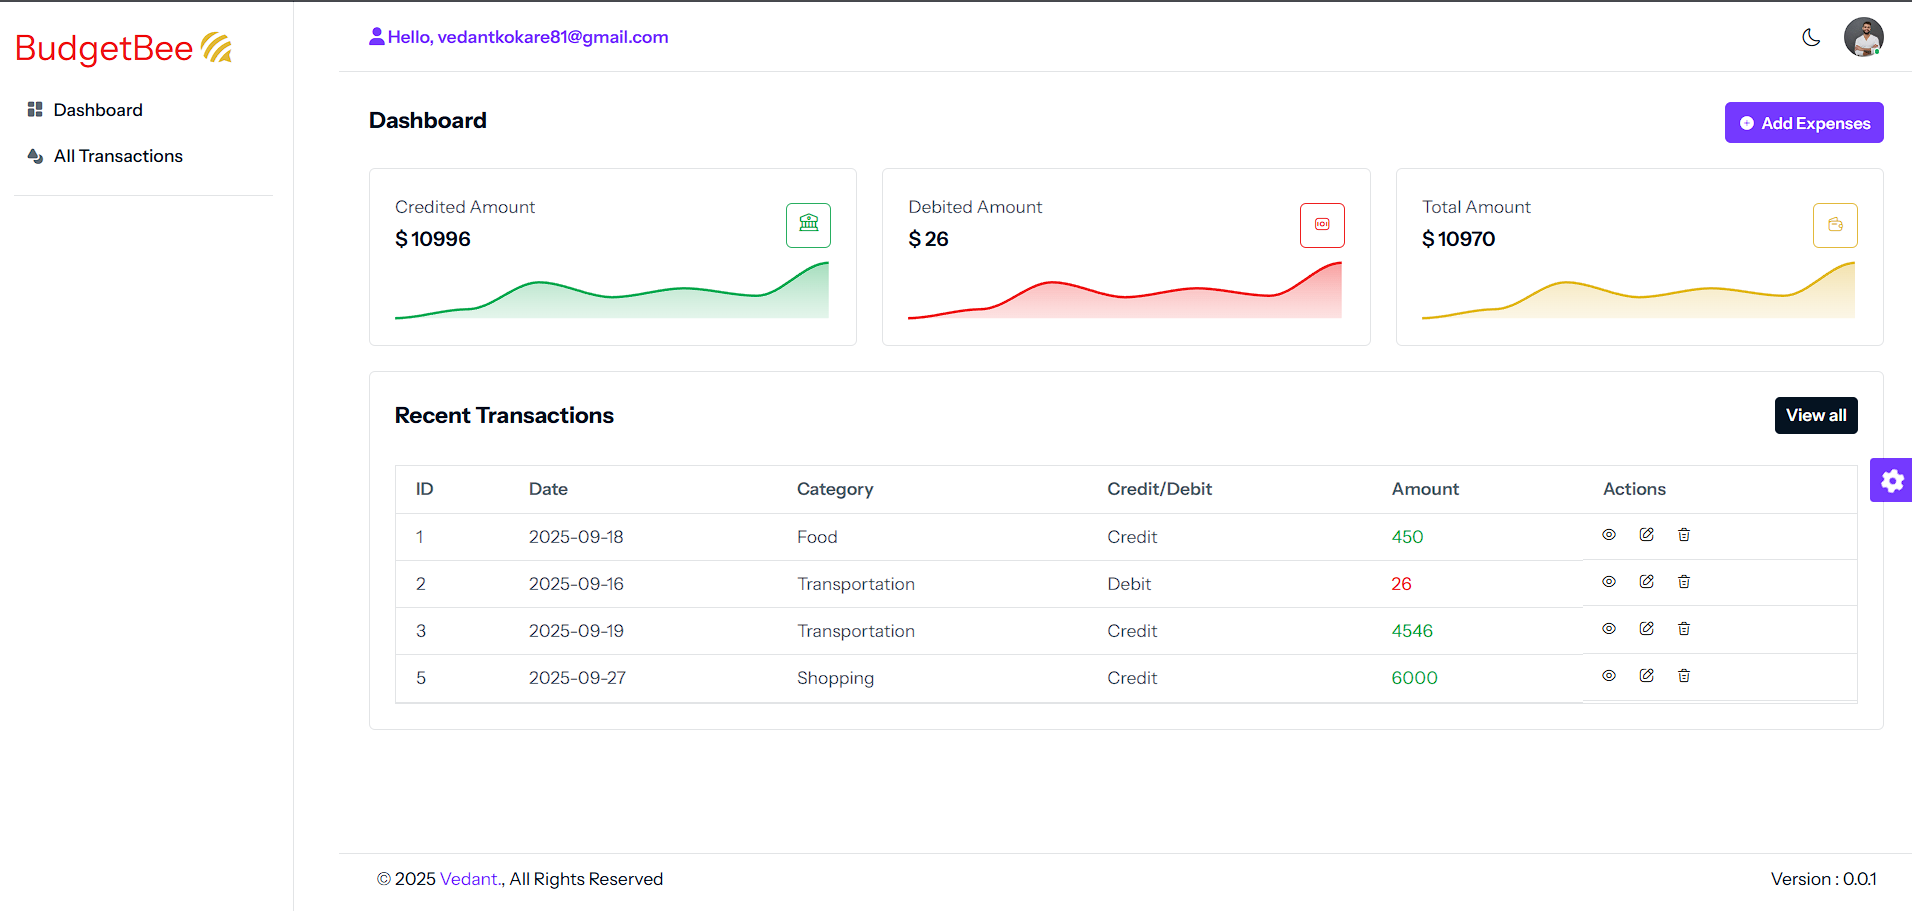 BudgetBee
Dashboard
All Transactions
Hello, vedantkokare81@gmail.com
Dashboard
Add Expenses
Credited Amount
$ 10996
Debited Amount
$ 26
Total Amount
$ 10970
Recent Transactions
View all
ID Date Category Credit/Debit Amount Actions
1 2025-09-18 Food Credit 450
2 2025-09-16 Transportation Debit 26
3 2025-09-19 Transportation Credit 4546
5 2025-09-27 Shopping Credit 6000
© 2025 Vedant., All Rights Reserved
Version : 0.0.1